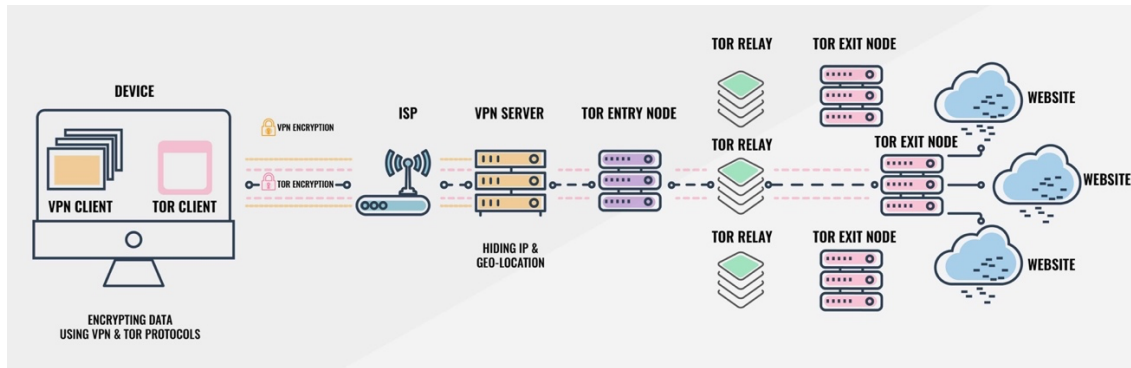 DEVICE
VPN CLIENT
TOR CLIENT
ENCRYPTING DATA
USING VPN & TOR PROTOCOLS
VPN ENCRYPTION
TOR ENCRYPTION
ISP
VPN SERVER
HIDING IP &
GEO-LOCATION
TOR ENTRY NODE
TOR RELAY
TOR EXIT NODE
WEBSITE
TOR RELAY
TOR EXIT NODE
WEBSITE
TOR RELAY
TOR EXIT NODE
WEBSITE